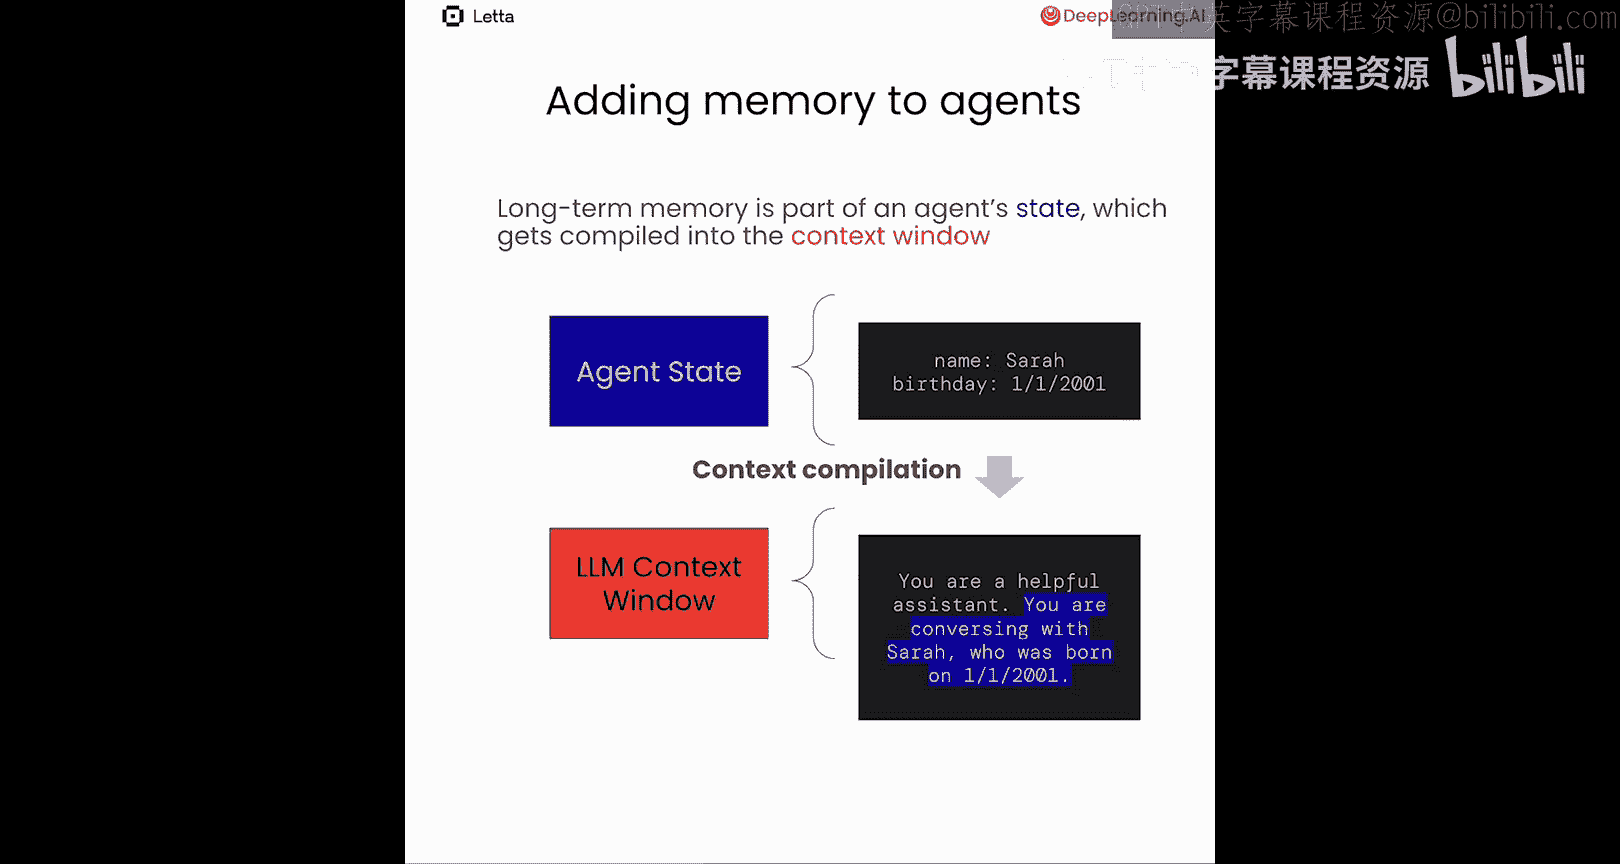 Letta
DeepLearning.AI
英字幕课程资源@bilibili.com
字幕课程资源 bilibili
Adding memory to agents
Long-term memory is part of an agent's state, which
gets compiled into the context window
Agent State
name: Sarah
birthday: 1/1/2001
Context compilation
LLM Context
Window
You are a helpful
assistant. You are
conversing with
Sarah, who was born
on 1/1/2001.